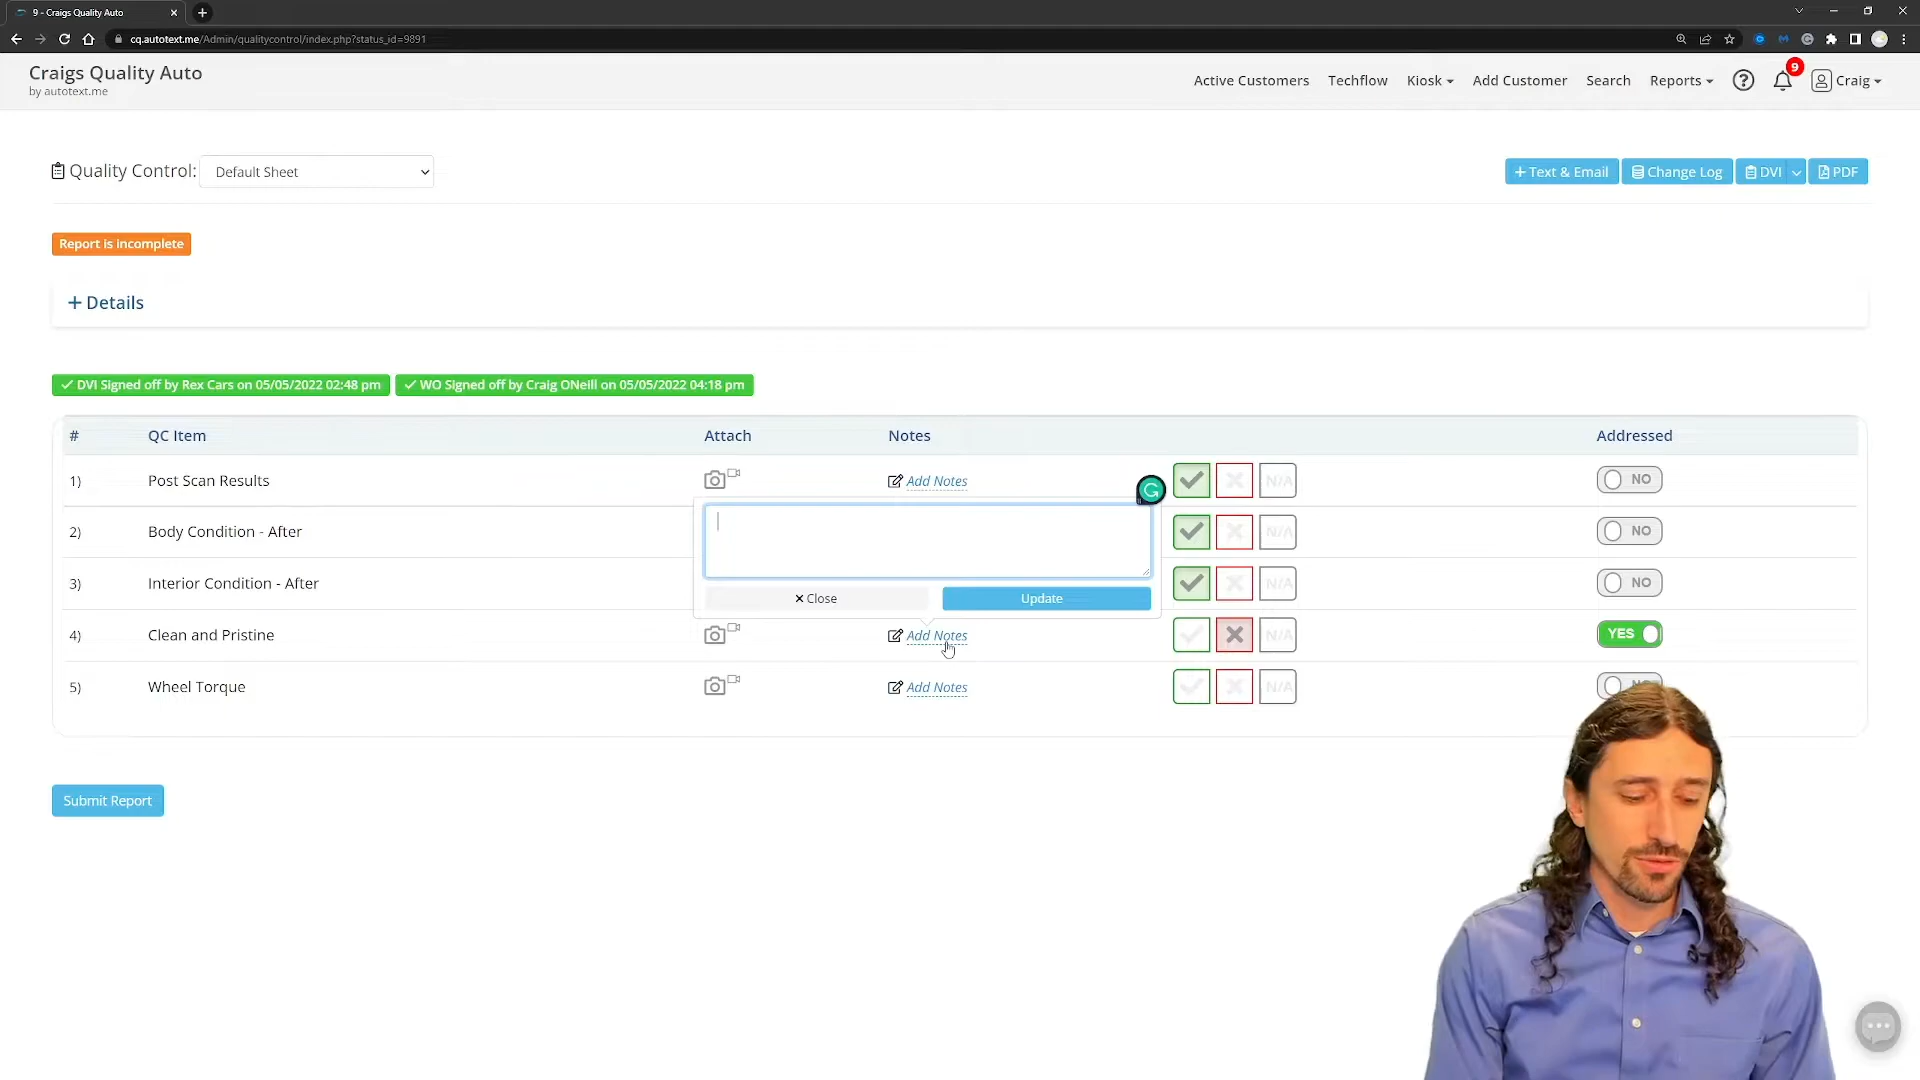 9 - Craigs Quality Auto
cq.autotext.me/Admin/qualitycontrol/index.php?status_id=9891
Craigs Quality Auto
by autotext.me
Active Customers Techflow Kiosk Add Customer Search Reports 9 Craig
Quality Control: Default Sheet
+ Text & Email Change Log DVI PDF
Report is incomplete
+ Details
DVI Signed off by Rex Cars on 05/05/2022 02:48 pm WO Signed off by Craig ONeill on 05/05/2022 04:18 pm
# QC Item Attach Notes Addressed
1) Post Scan Results Add Notes N/A NO
2) Body Condition - After N/A NO
3) Interior Condition - After N/A NO
× Close Update
4) Clean and Pristine Add Notes N/A YES
5) Wheel Torque Add Notes N/A NO
Submit Report